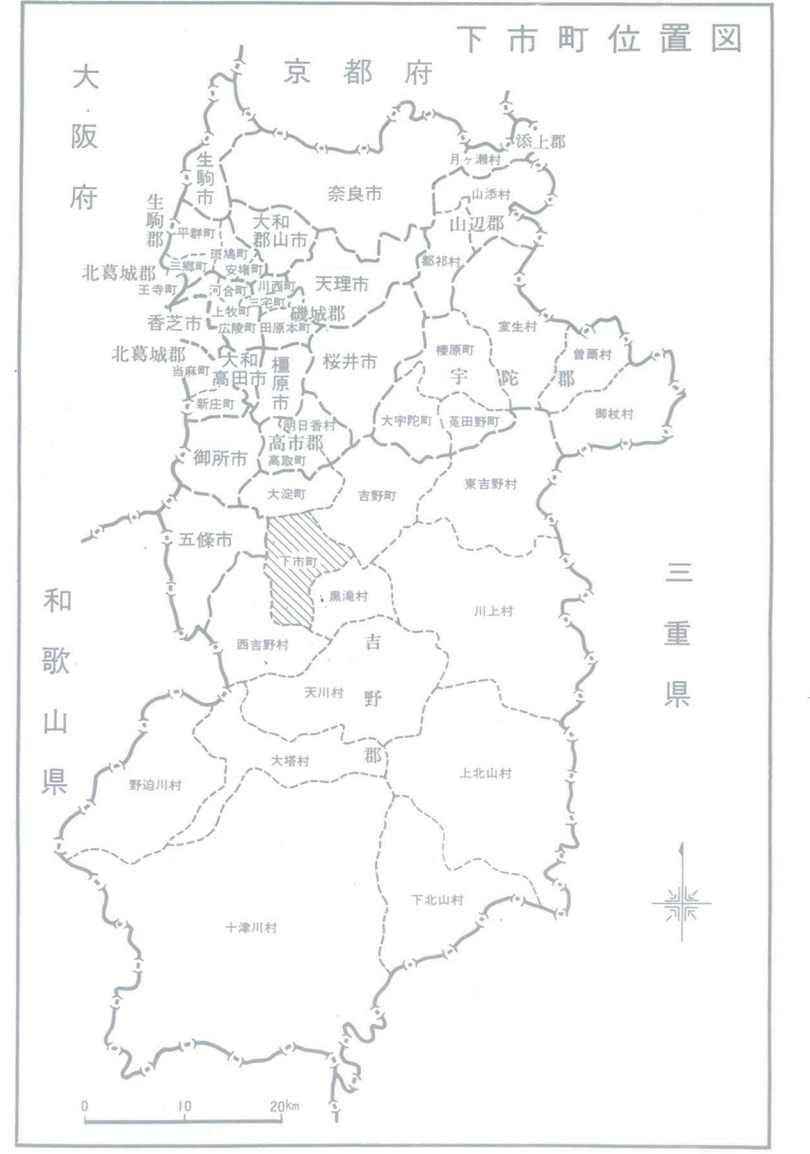 下市町位置図
京都府
大阪府
添上郡
月ヶ瀬村
生駒市
奈良市
山添村
生駒郡
大和郡山市
山辺郡
平群町
斑鳩町
都祁村
三郷町
安堵町
北葛城郡
天理市
王寺町
河合町
川西町
三宅町
上牧町
磯城郡
香芝市
広陵町
田原本町
室生村
北葛城郡
榛原町
曽爾村
当麻町
大和高田市
橿原市
桜井市
宇陀郡
新庄町
大宇陀町
菟田野町
御杖村
明日香村
高市郡
御所市
高取町
東吉野村
大淀町
吉野町
五條市
下市町
三重県
和歌山県
黒滝村
川上村
西吉野村
吉野郡
天川村
大塔村
上北山村
野迫川村
下北山村
十津川村
0 10 20km